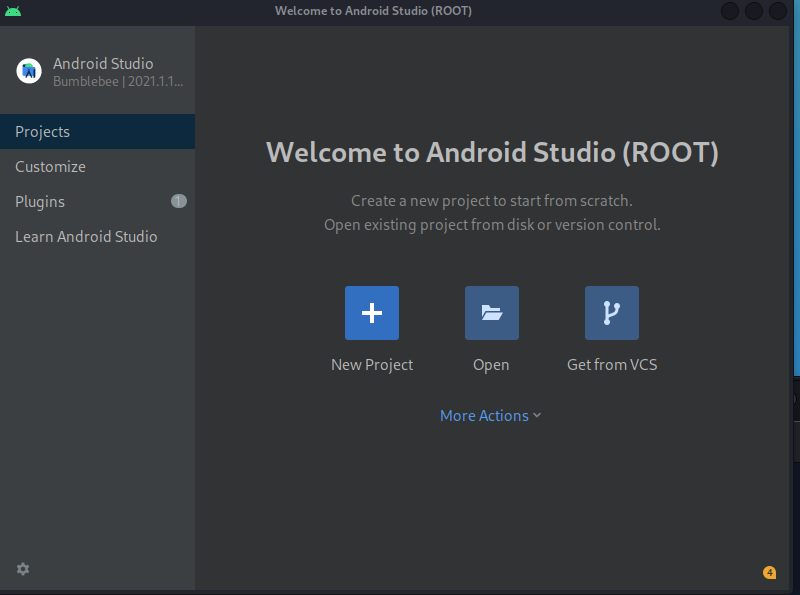 Welcome to Android Studio (ROOT)
Android Studio
Bumblebee | 2021.1.1...
Projects
Customize
Plugins
1
Learn Android Studio
Welcome to Android Studio (ROOT)
Create a new project to start from scratch.
Open existing project from disk or version control.
New Project
Open
Get from VCS
More Actions
4